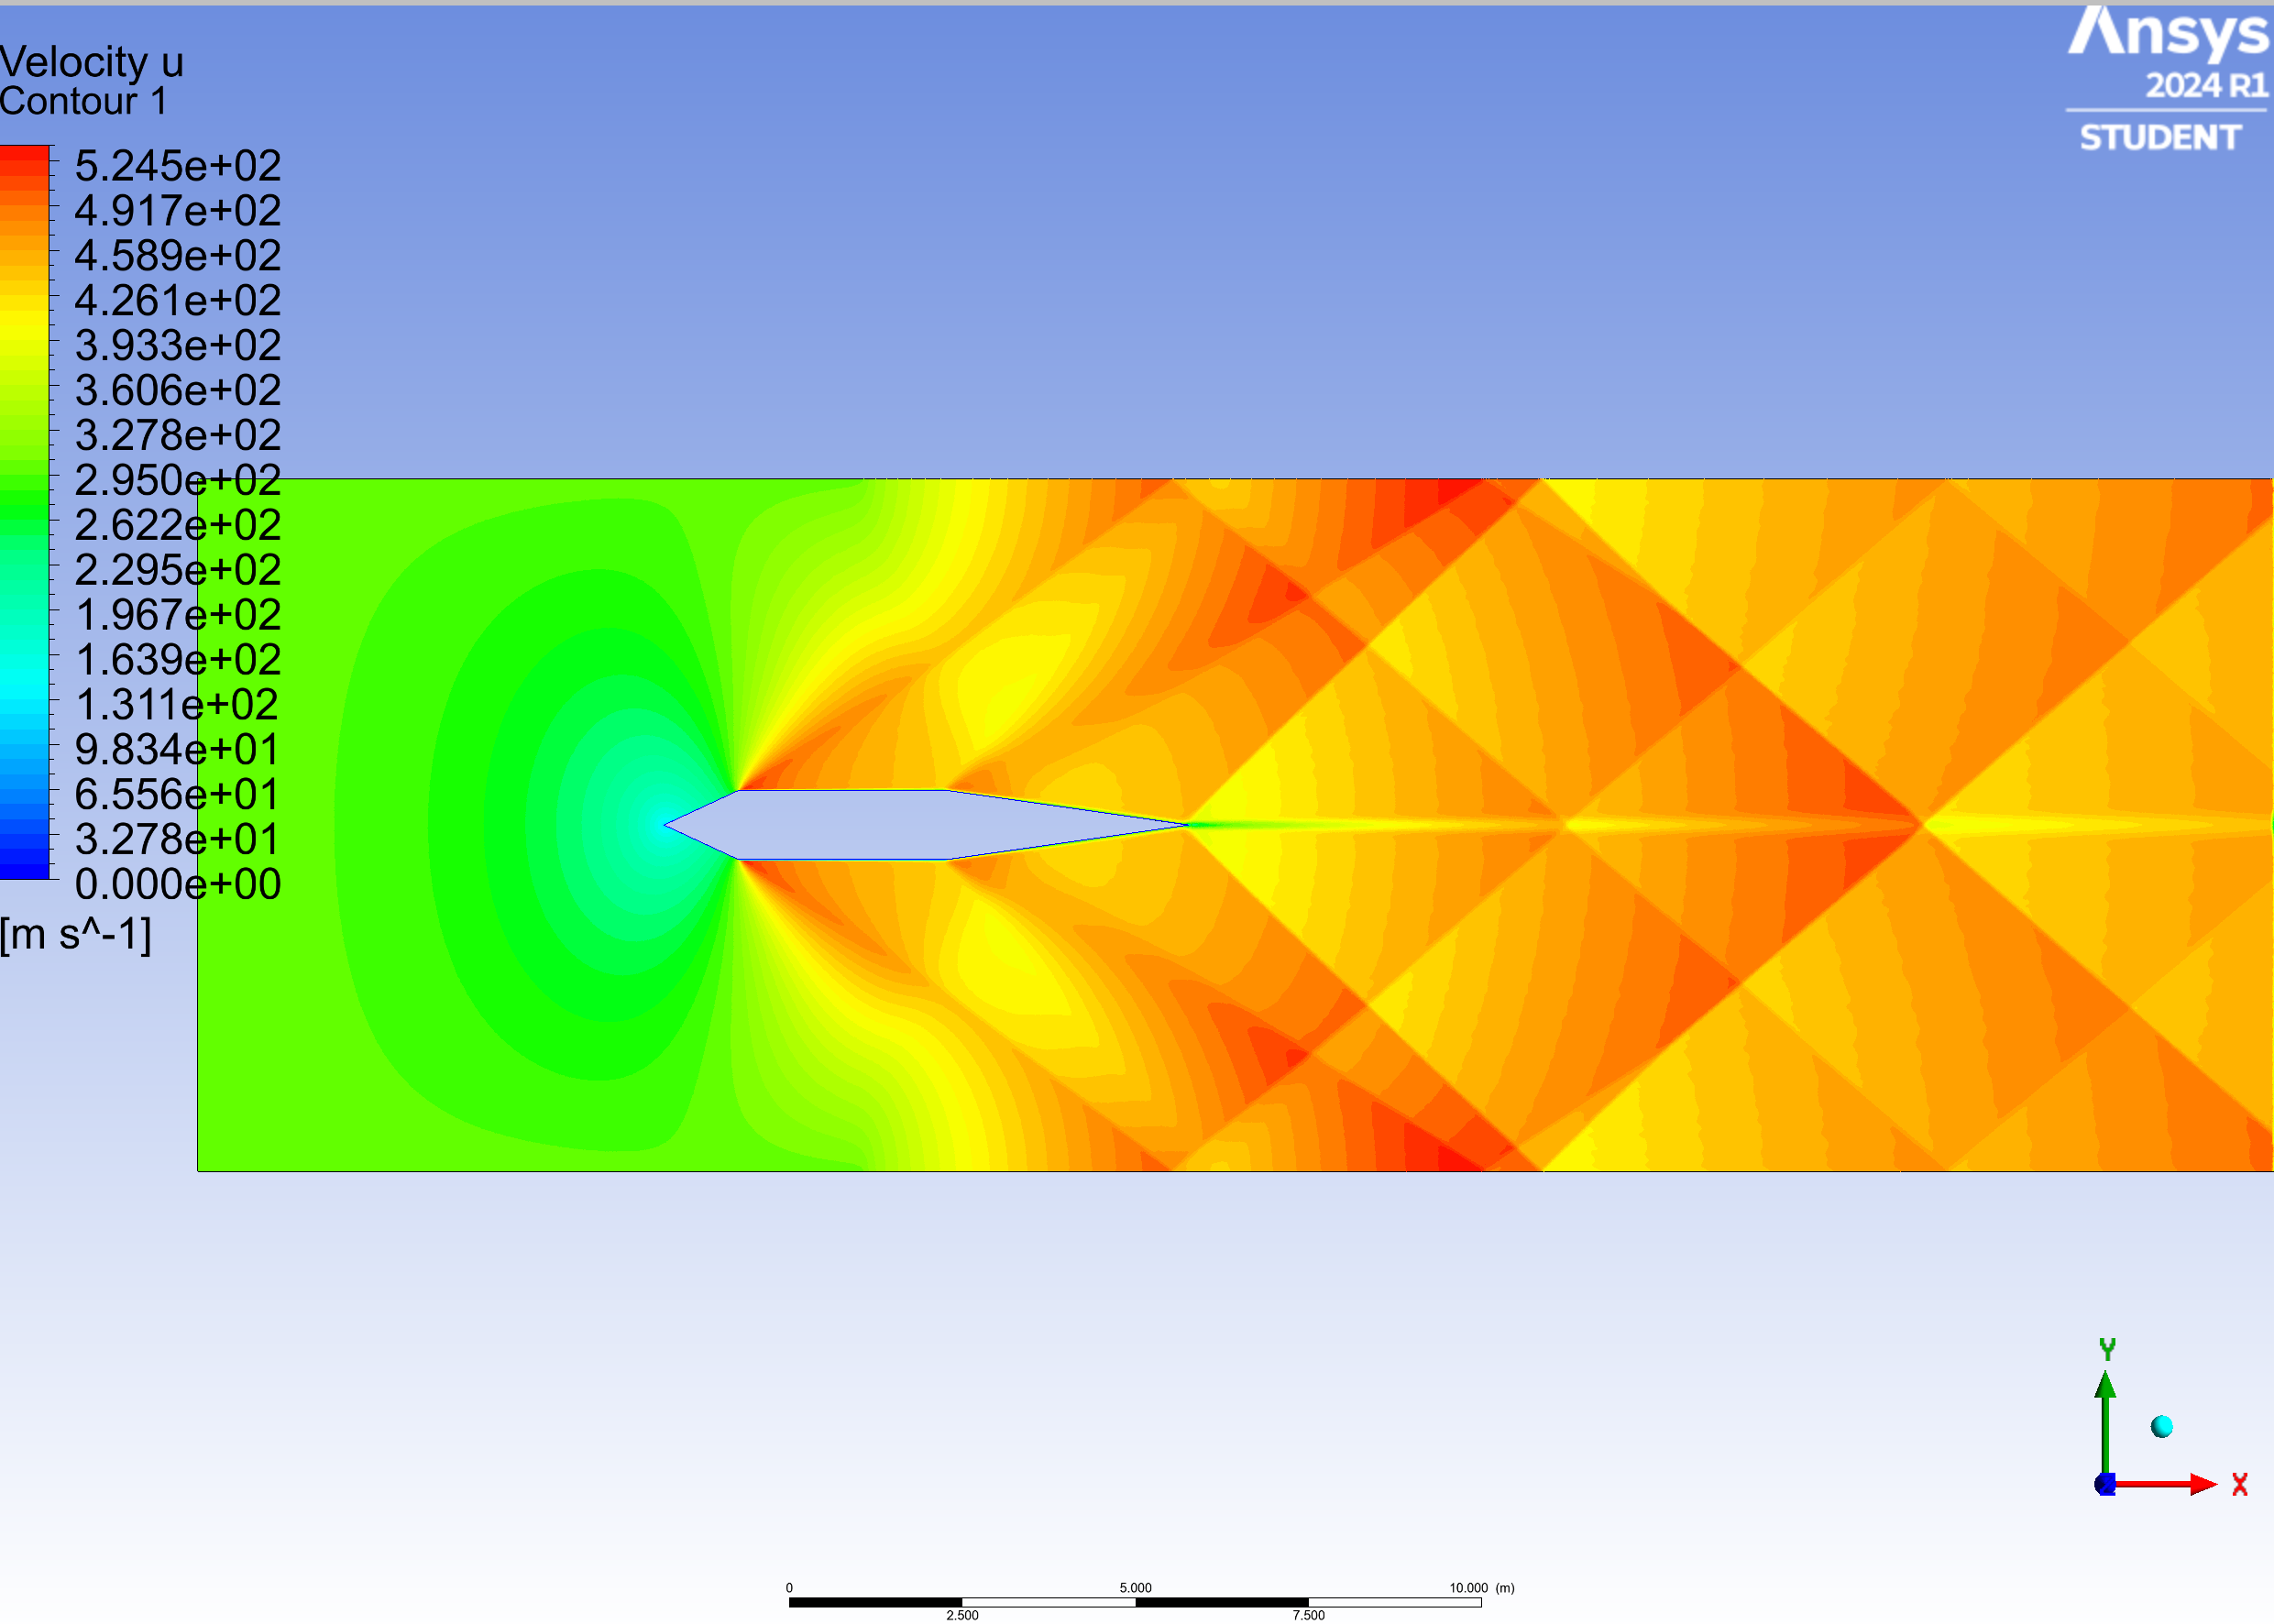 Velocity u
Contour 1
5.245e+02
4.917e+02
4.589e+02
4.261e+02
3.933e+02
3.606e+02
3.278e+02
2.950e+02
2.622e+02
2.295e+02
1.967e+02
1.639e+02
1.311e+02
9.834e+01
6.556e+01
3.278e+01
0.000e+00
[m s^-1]
Ansys
2024 R1
STUDENT
Y
Z
X
0 5.000 10.000 (m)
2.500 7.500